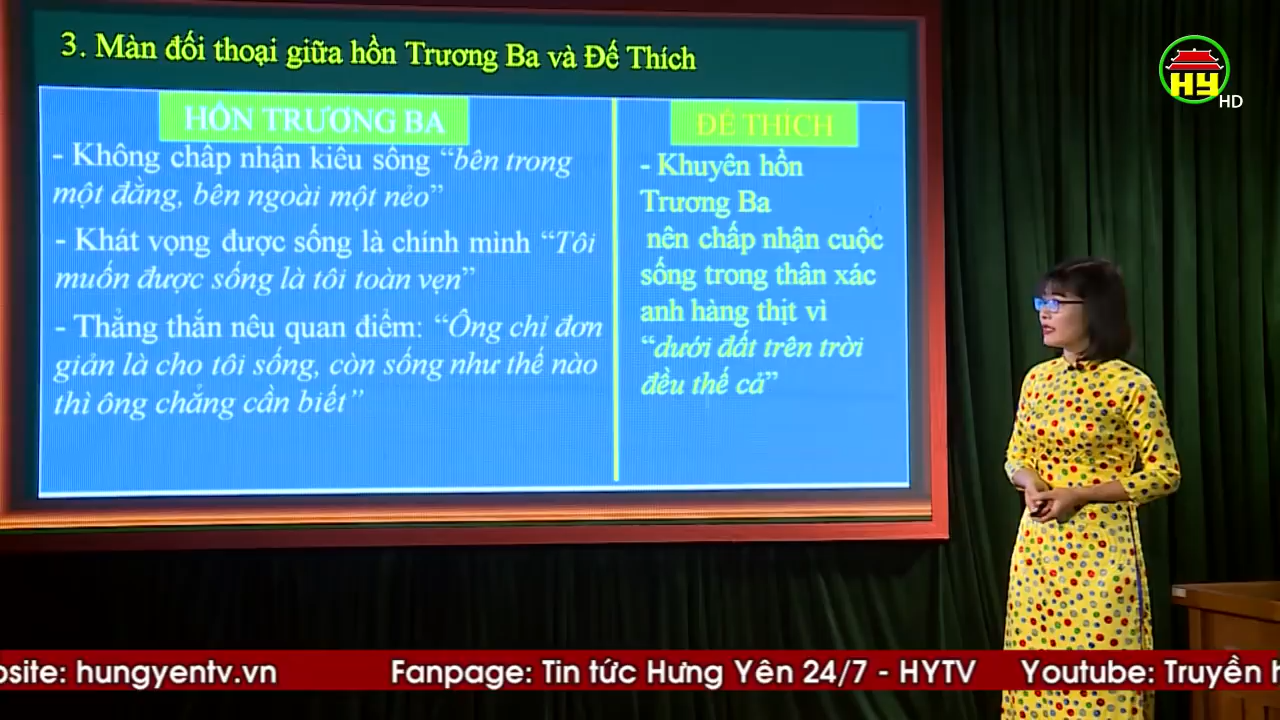 3. Màn đối thoại giữa hồn Trương Ba và Đế Thích
HỒN TRƯƠNG BA
- Không chấp nhận kiểu sống “bên trong
một đằng, bên ngoài một nẻo”
- Khát vọng được sống là chính mình “Tôi
muốn được sống là tôi toàn vẹn”
- Thẳng thắn nêu quan điểm: “Ông chỉ đơn
giản là cho tôi sống, còn sống như thế nào
thì ông chẳng cần biết”
ĐẾ THÍCH
- Khuyên hồn
Trương Ba
nên chấp nhận cuộc
sống trong thân xác
anh hàng thịt vì
“dưới đất trên trời
đều thế cả”
HY
HD
site: hungyentv.vn Fanpage: Tin tức Hưng Yên 24/7 - HYTV Youtube: Truyền